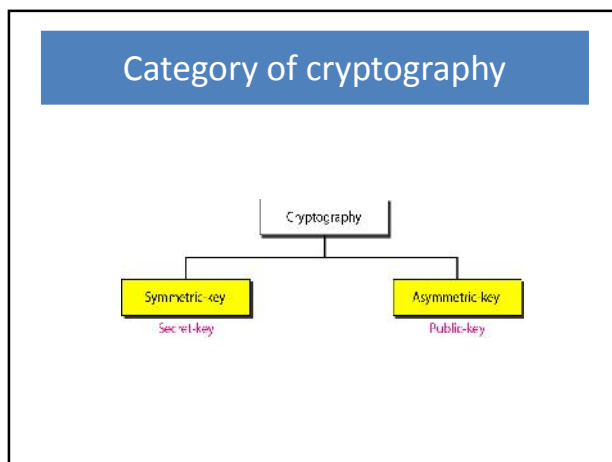 Category of cryptography
Cryptography
Symmetric-key
Asymmetric-key
Secret-key
Public-key